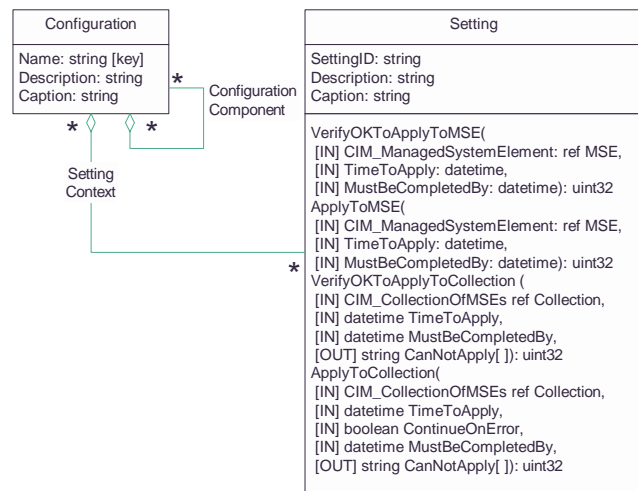 Configuration
Name: string [key]
Description: string
Caption: string
*
Configuration
Component
*
*
Setting
Context
*
Setting
SettingID: string
Description: string
Caption: string
VerifyOKToApplyToMSE(
[IN] CIM_ManagedSystemElement: ref MSE,
[IN] TimeToApply: datetime,
[IN] MustBeCompletedBy: datetime): uint32
ApplyToMSE(
[IN] CIM_ManagedSystemElement: ref MSE,
[IN] TimeToApply: datetime,
[IN] MustBeCompletedBy: datetime): uint32
VerifyOKToApplyToCollection (
[IN] CIM_CollectionOfMSEs ref Collection,
[IN] datetime TimeToApply,
[IN] datetime MustBeCompletedBy,
[OUT] string CanNotApply[ ]): uint32
ApplyToCollection(
[IN] CIM_CollectionOfMSEs ref Collection,
[IN] datetime TimeToApply,
[IN] boolean ContinueOnError,
[IN] datetime MustBeCompletedBy,
[OUT] string CanNotApply[ ]): uint32